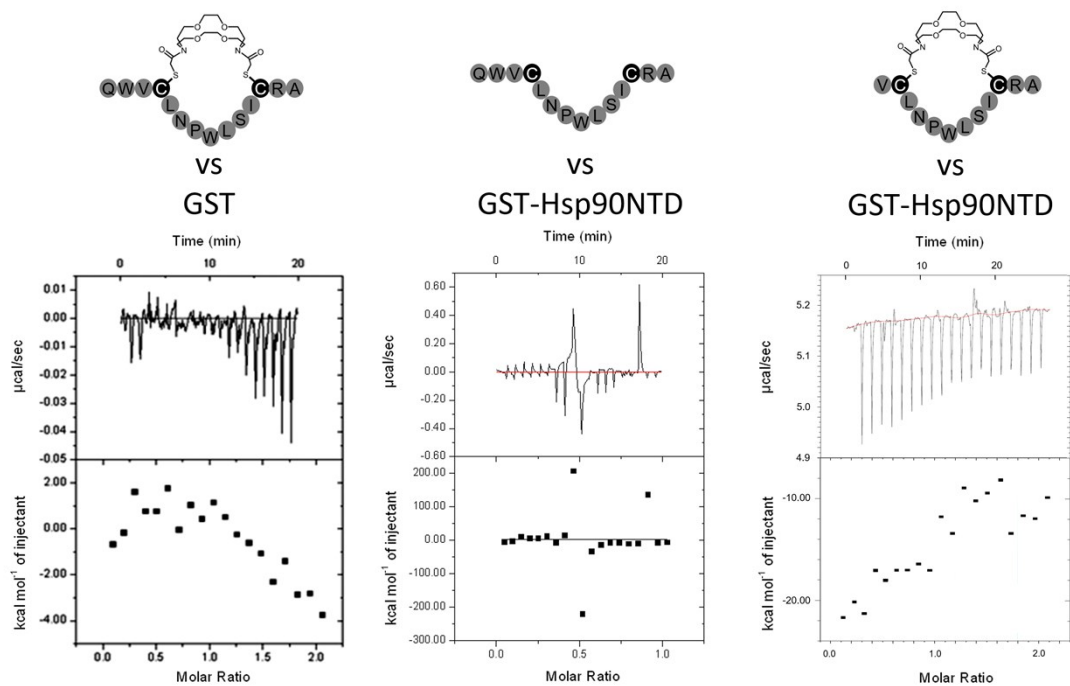 O O
O O
O N N O
S S
Q W V C C R A
L I
N S
P L
W
vs
GST
Time (min)
0 10 20
0.01
0.00
-0.01
-0.02
-0.03
-0.04
-0.05
µcal/sec
2.00
0.00
-2.00
-4.00
kcal mol⁻¹ of injectant
0.0 0.5 1.0 1.5 2.0
Molar Ratio
Q W V C C R A
L I
N S
P L
W
vs
GST-Hsp90NTD
Time (min)
0 10 20
0.60
0.40
0.20
0.00
-0.20
-0.40
-0.60
µcal/sec
200.00
100.00
0.00
-100.00
-200.00
-300.00
kcal mol⁻¹ of injectant
0.0 0.5 1.0
Molar Ratio
O O
O O
O N N O
S S
V C C R A
L I
N S
P L
W
vs
GST-Hsp90NTD
Time (min)
0 10 20
5.2
5.1
5.0
4.9
µcal/sec
-10.00
-20.00
kcal mol⁻¹ of injectant
0.0 1.0 2.0
Molar Ratio